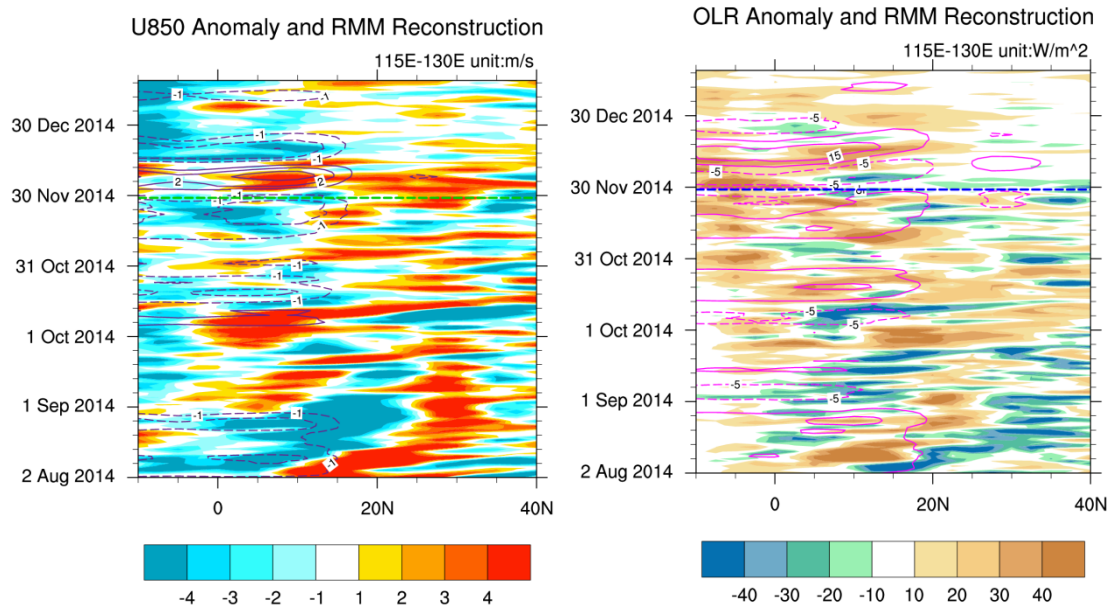 U850 Anomaly and RMM Reconstruction
115E-130E unit:m/s
30 Dec 2014
30 Nov 2014
31 Oct 2014
1 Oct 2014
1 Sep 2014
2 Aug 2014
-1
-1
-1
-1
2
2
-1
-1
-1
-1
-1
-1
-1
-1
-1
0
20N
40N
-4 -3 -2 -1 1 2 3 4
OLR Anomaly and RMM Reconstruction
115E-130E unit:W/m^2
30 Dec 2014
30 Nov 2014
31 Oct 2014
1 Oct 2014
1 Sep 2014
2 Aug 2014
-5
-5
15
-5
-5
-5
-5
-5
-5
-5
0
20N
40N
-40 -30 -20 -10 10 20 30 40